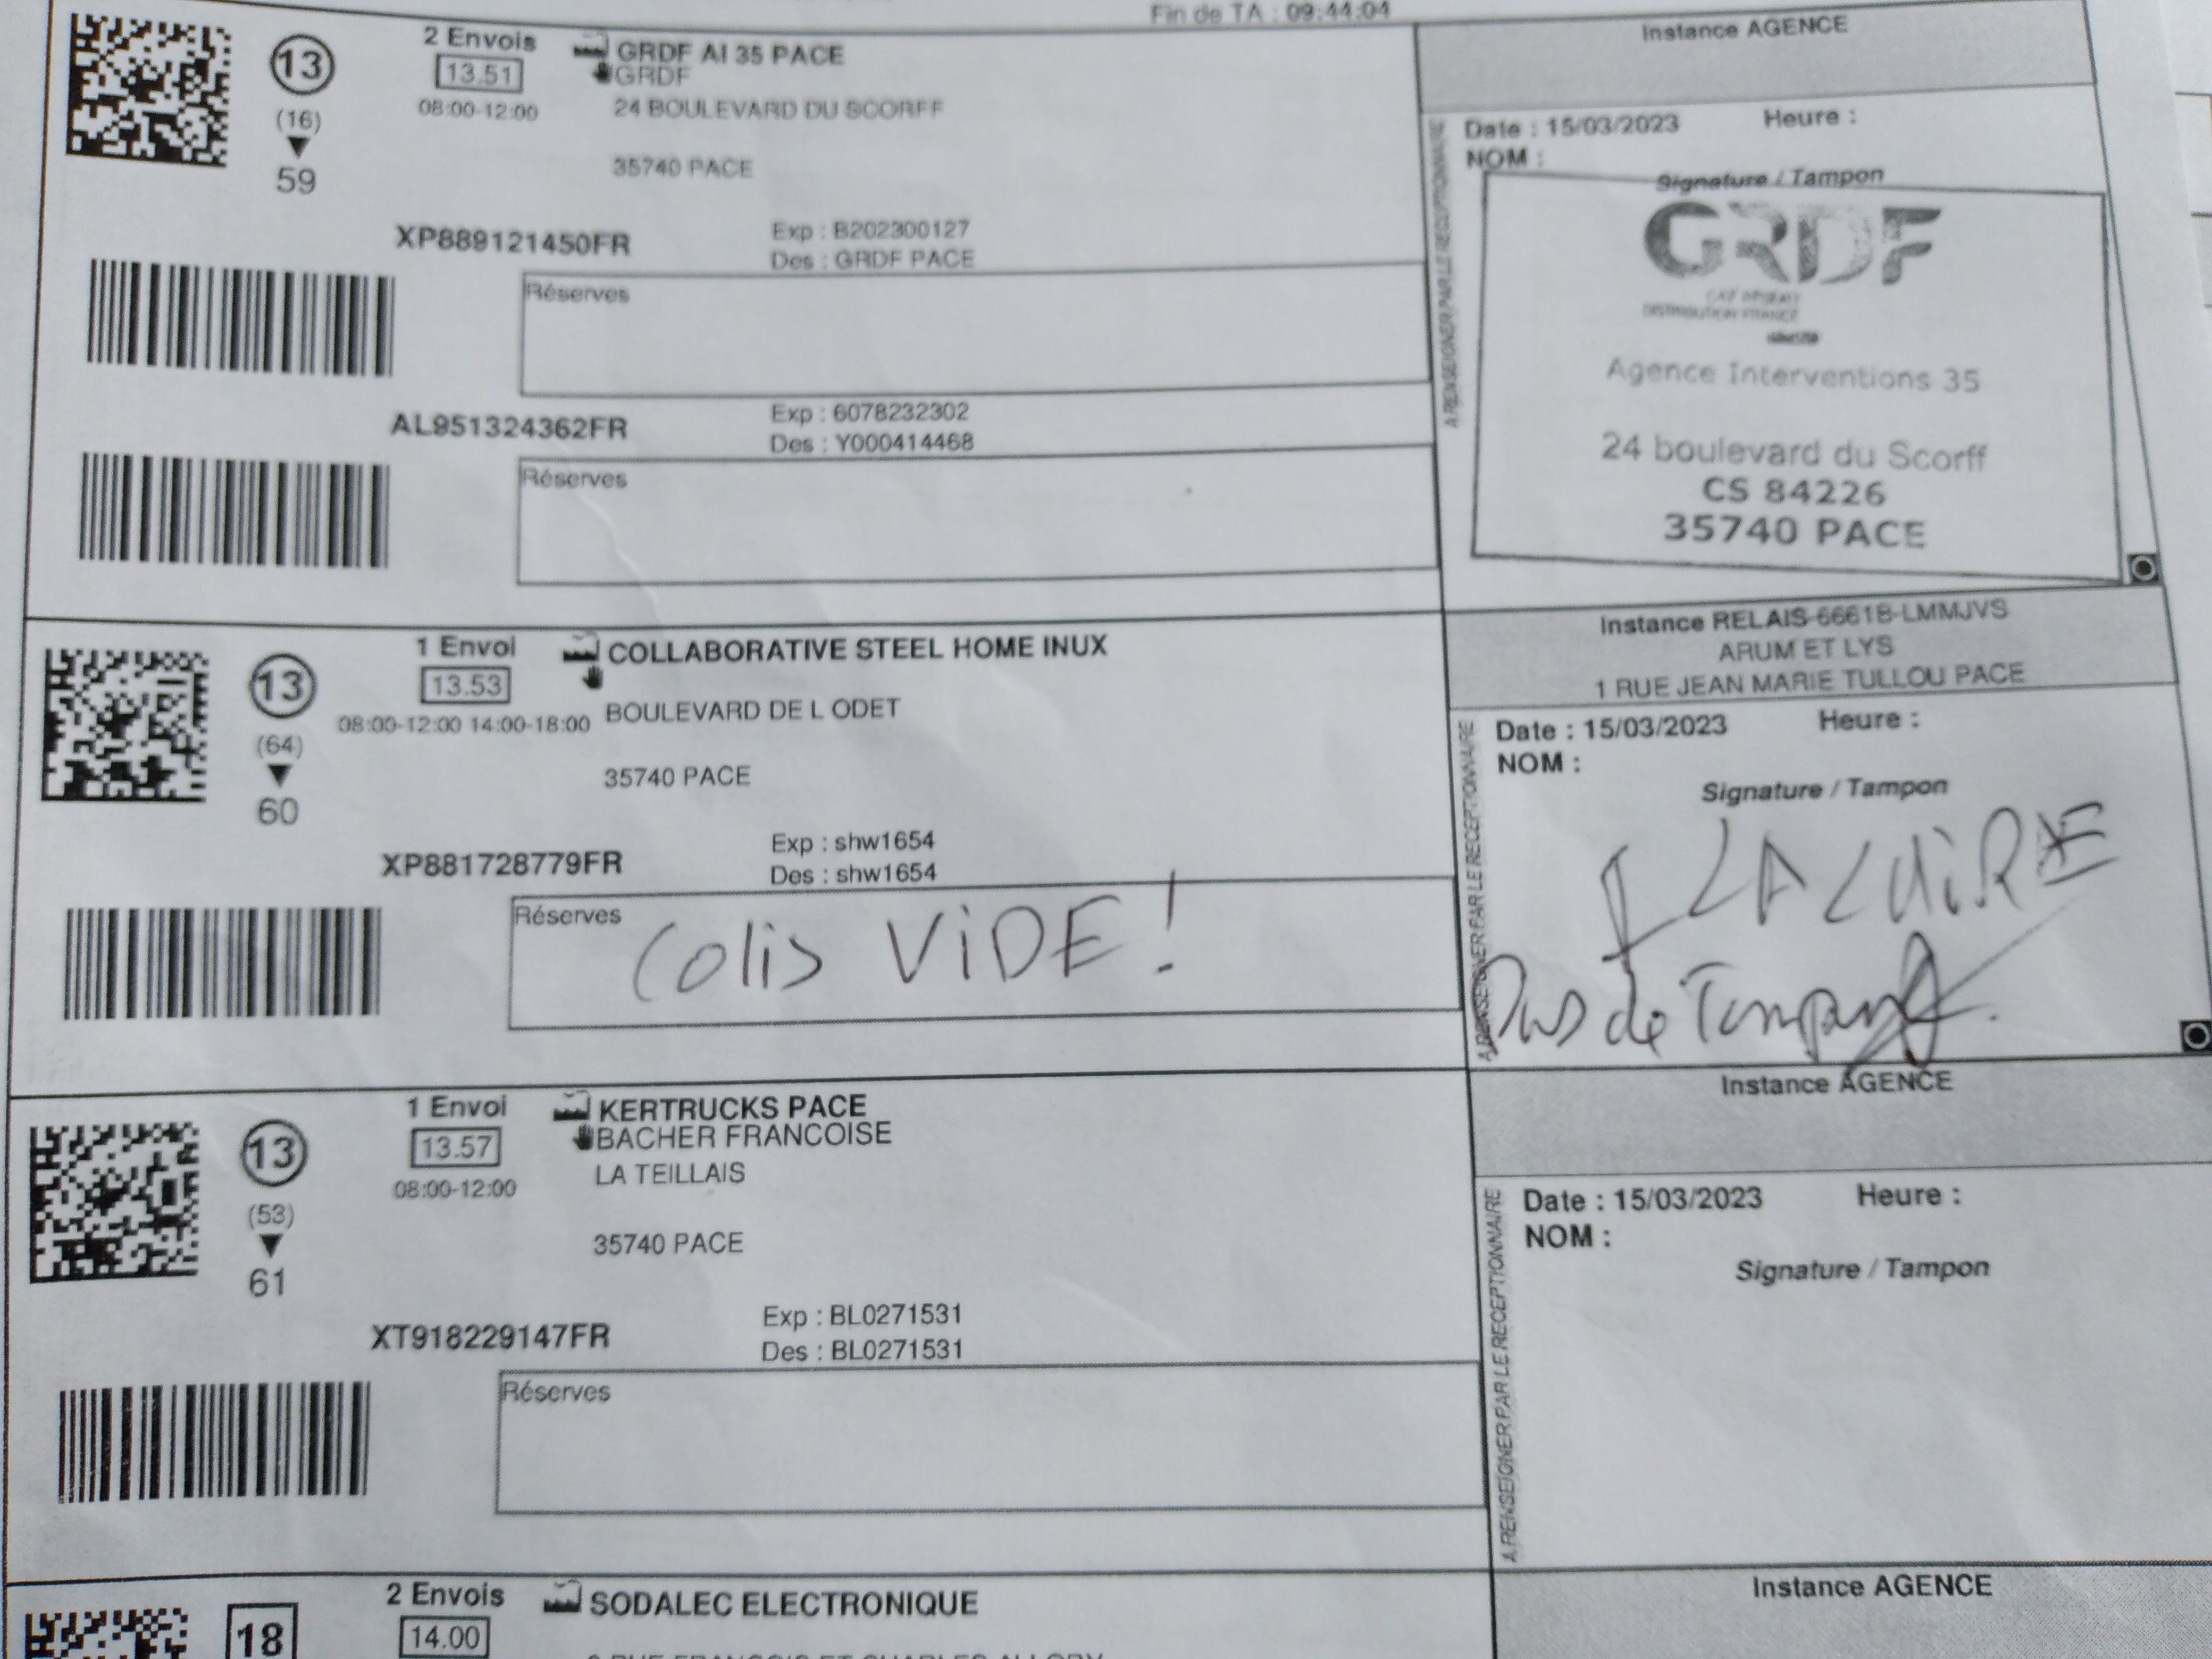 Fin de TA : 09:44:04
13
(16)
59
2 Envois
13.51
08:00-12:00
GRDF AI 35 PACE
GRDF
24 BOULEVARD DU SCORFF
35740 PACE
XP889121450FR
Exp : B202300127
Des : GRDF PACE
Réserves
AL951324362FR
Exp : 6078232302
Des : Y000414468
Réserves
Instance AGENCE
A RENSEIGNER PAR LE RECEPTIONNAIRE
Date : 15/03/2023 Heure :
NOM :
Signature / Tampon
GRDF
DISTRIBUTION FRANCE
Agence Interventions 35
24 boulevard du Scorff
CS 84226
35740 PACE
13
(64)
60
1 Envoi
13.53
08:00-12:00 14:00-18:00
COLLABORATIVE STEEL HOME INUX
BOULEVARD DE L ODET
35740 PACE
XP881728779FR
Exp : shw1654
Des : shw1654
Réserves
Colis ViDE !
Instance RELAIS-66618-LMMJVS
ARUM ET LYS
1 RUE JEAN MARIE TULLOU PACE
A RENSEIGNER PAR LE RECEPTIONNAIRE
Date : 15/03/2023 Heure :
NOM :
Signature / Tampon
Pas de Tampon
13
(53)
61
1 Envoi
13.57
08:00-12:00
KERTRUCKS PACE
BACHER FRANCOISE
LA TEILLAIS
35740 PACE
XT918229147FR
Exp : BL0271531
Des : BL0271531
Réserves
Instance AGENCE
A RENSEIGNER PAR LE RECEPTIONNAIRE
Date : 15/03/2023 Heure :
NOM :
Signature / Tampon
18
2 Envois
14.00
SODALEC ELECTRONIQUE
Instance AGENCE